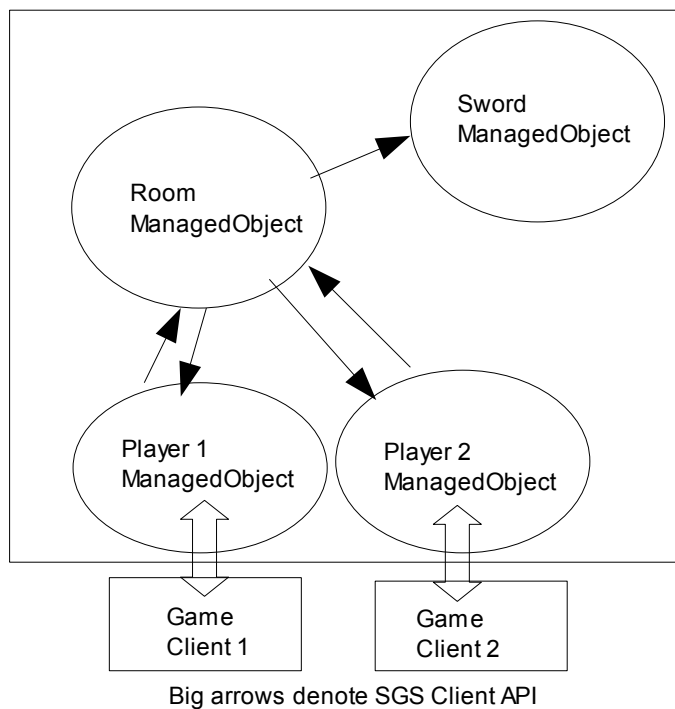 Sword
ManagedObject
Room
ManagedObject
Player 1
ManagedObject
Player 2
ManagedObject
Game
Client 1
Game
Client 2
Big arrows denote SGS Client API